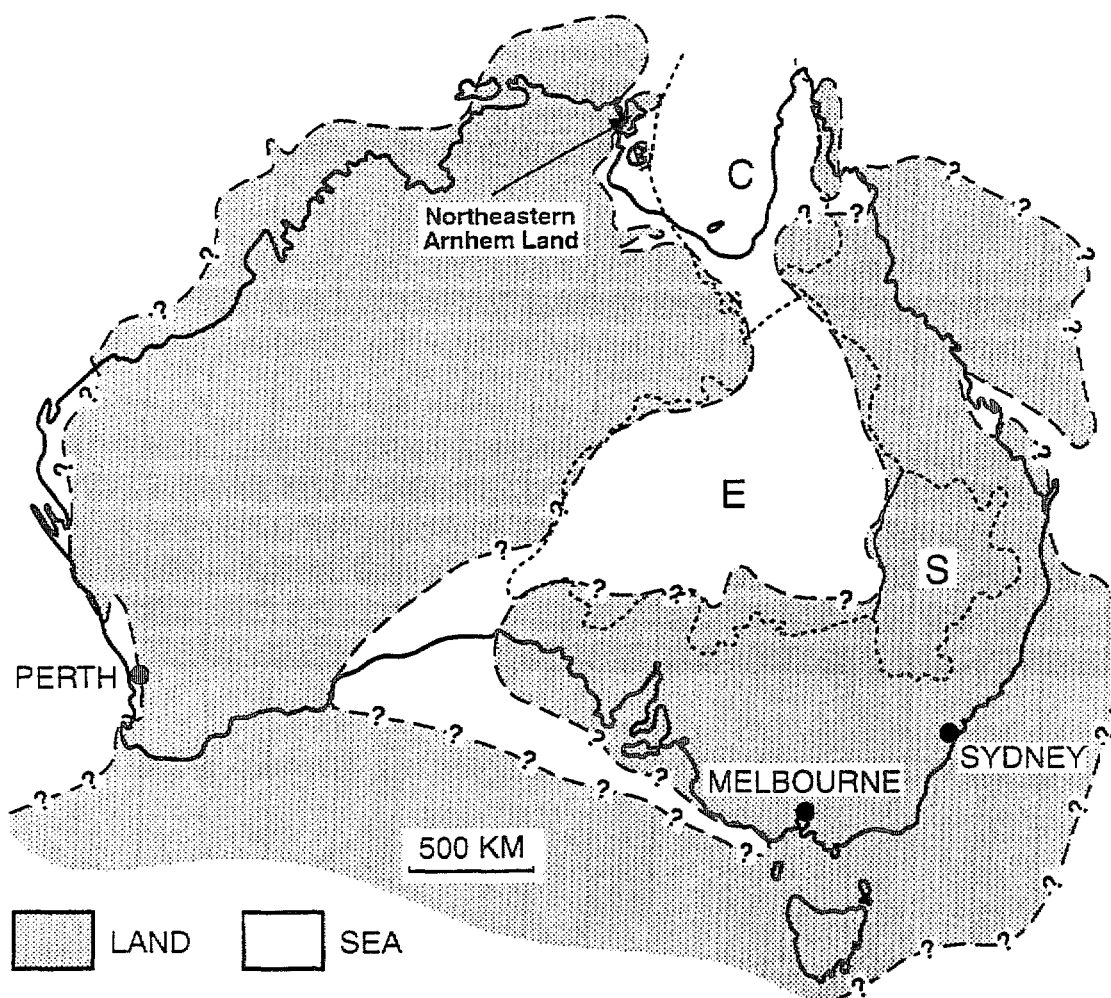 C
Northeastern
Arnhem Land
E
S
PERTH
SYDNEY
MELBOURNE
500 KM
LAND
SEA
? ? ? ? ? ? ? ? ? ? ? ? ? ? ? ? ? ? ? ? ? ? ? ? ? ? ? ? ? ? ? ? ? ? ?